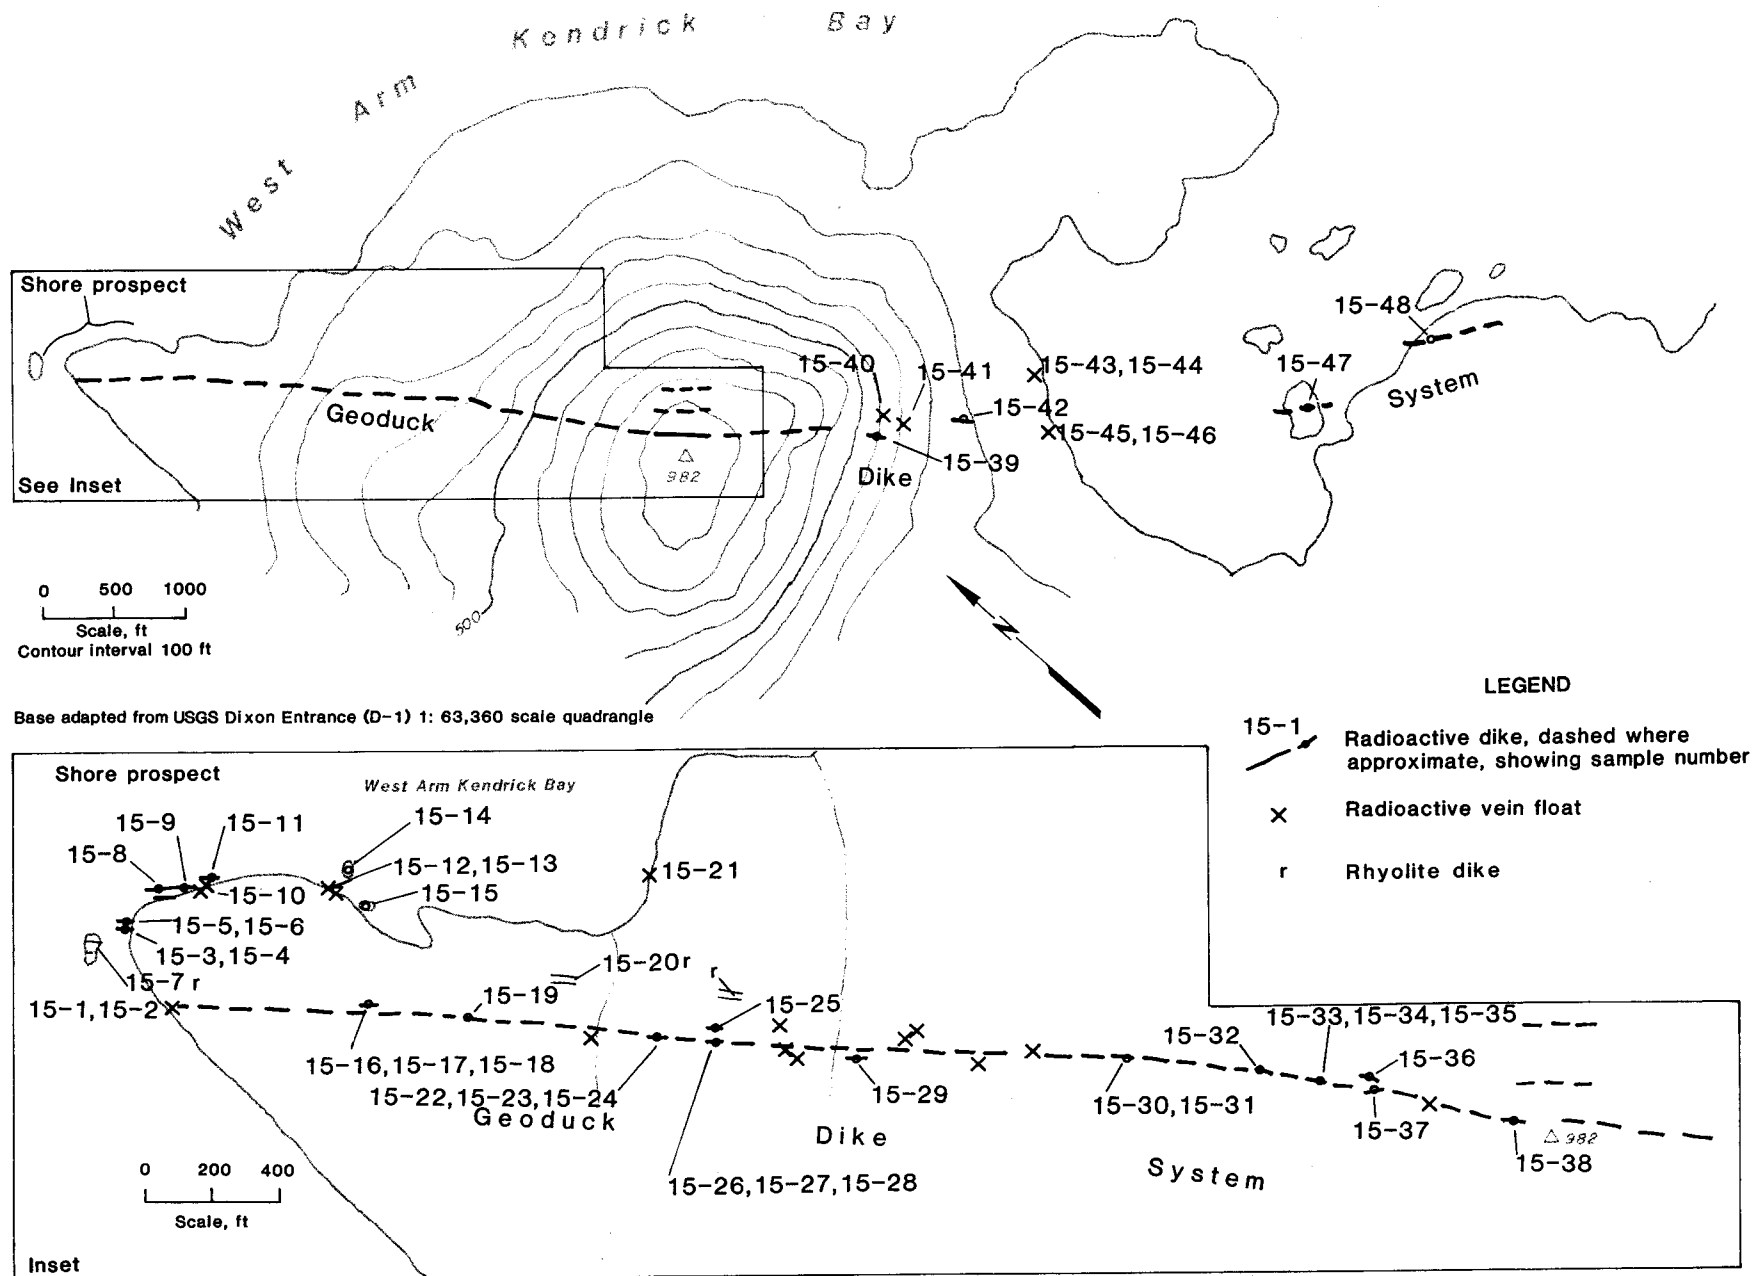 Kendrick Bay
West Arm
Shore prospect
15-48
15-40
15-41
15-43, 15-44
15-47
Geoduck
15-42
System
15-45, 15-46
982
15-39
Dike
See Inset
0 500 1000
Scale, ft
Contour interval 100 ft
500
N
Base adapted from USGS Dixon Entrance (D-1) 1: 63,360 scale quadrangle
LEGEND
15-1
Radioactive dike, dashed where
approximate, showing sample number
Radioactive vein float
r Rhyolite dike
Shore prospect
West Arm Kendrick Bay
15-9
15-11
15-14
15-8
15-12, 15-13
15-21
15-10
15-15
15-5, 15-6
15-3, 15-4
15-7 r
15-20r
r
15-1, 15-2
15-19
15-25
15-33, 15-34, 15-35
15-32
15-36
15-16, 15-17, 15-18
15-22, 15-23, 15-24
15-29
15-30, 15-31
15-37
Geoduck
Dike
982
15-38
System
15-26, 15-27, 15-28
0 200 400
Scale, ft
Inset